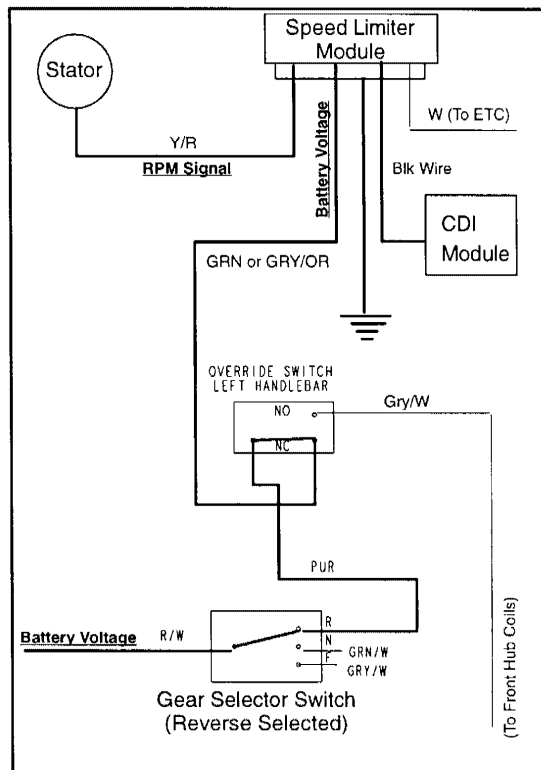 Speed Limiter
Module
Stator
W (To ETC)
Y/R
RPM Signal
Battery Voltage
Blk Wire
CDI
Module
GRN or GRY/OR
OVERRIDE SWITCH
LEFT HANDLEBAR
NO
NC
Gry/W
PUR
(To Front Hub Coils)
Battery Voltage
R/W
R
N
F
GRN/W
GRY/W
Gear Selector Switch
(Reverse Selected)